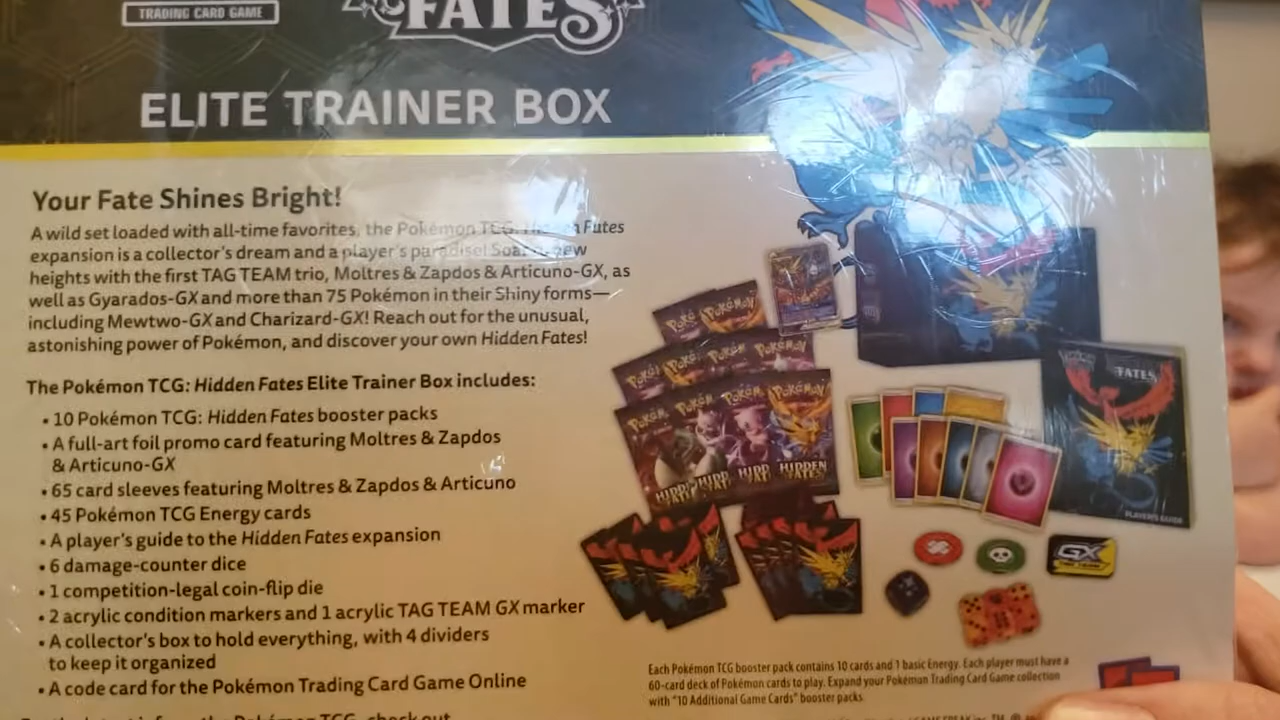 TRADING CARD GAME
FATES
ELITE TRAINER BOX
Your Fate Shines Bright!
A wild set loaded with all-time favorites, the Pokémon TCG: Hidden Fates
expansion is a collector's dream and a player's paradise! Soar to new
heights with the first TAG TEAM trio, Moltres & Zapdos & Articuno-GX, as
well as Gyarados-GX and more than 75 Pokémon in their Shiny forms—
including Mewtwo-GX and Charizard-GX! Reach out for the unusual,
astonishing power of Pokémon, and discover your own Hidden Fates!
The Pokémon TCG: Hidden Fates Elite Trainer Box includes:
• 10 Pokémon TCG: Hidden Fates booster packs
• A full-art foil promo card featuring Moltres & Zapdos
& Articuno-GX
• 65 card sleeves featuring Moltres & Zapdos & Articuno
• 45 Pokémon TCG Energy cards
• A player's guide to the Hidden Fates expansion
• 6 damage-counter dice
• 1 competition-legal coin-flip die
• 2 acrylic condition markers and 1 acrylic TAG TEAM GX marker
• A collector's box to hold everything, with 4 dividers
to keep it organized
• A code card for the Pokémon Trading Card Game Online
Pokémon
HIDDEN
FATES
FATES
PLAYER'S GUIDE
GX
Each Pokémon TCG booster pack contains 10 cards and 1 basic Energy. Each player must have a
60-card deck of Pokémon cards to play. Expand your Pokémon Trading Card Game collection
with "10 Additional Game Cards" booster packs.